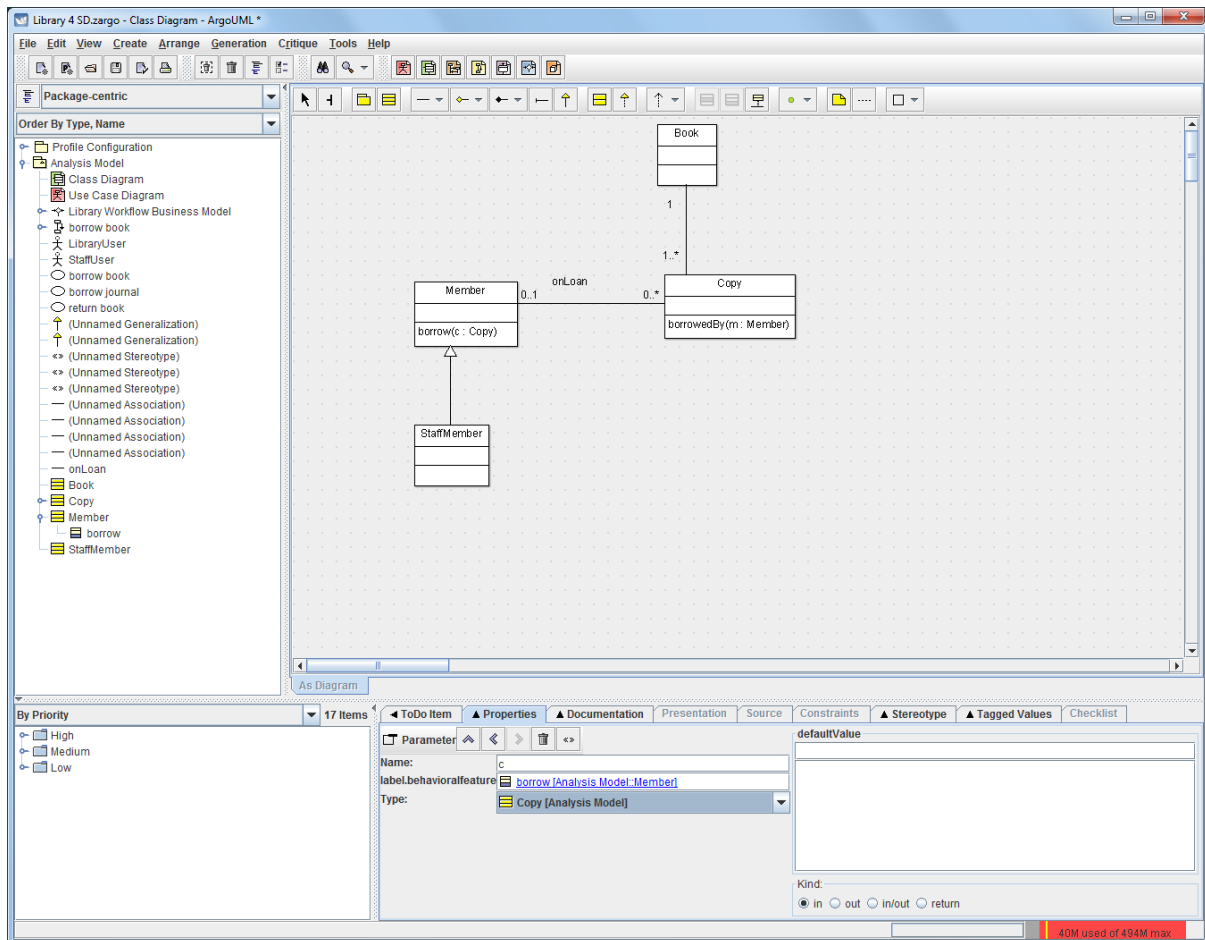 Library 4 SD.zargo - Class Diagram - ArgoUML *
File Edit View Create Arrange Generation Critique Tools Help
Package-centric
Order By Type, Name
Profile Configuration
Analysis Model
Class Diagram
Use Case Diagram
Library Workflow Business Model
borrow book
LibraryUser
StaffUser
borrow book
borrow journal
return book
(Unnamed Generalization)
(Unnamed Generalization)
«» (Unnamed Stereotype)
«» (Unnamed Stereotype)
«» (Unnamed Stereotype)
(Unnamed Association)
(Unnamed Association)
(Unnamed Association)
(Unnamed Association)
onLoan
Book
Copy
Member
borrow
StaffMember
Book
1
1..*
Member
0..1
onLoan
0..*
Copy
borrow(c : Copy)
borrowedBy(m : Member)
StaffMember
As Diagram
By Priority
17 Items
High
Medium
Low
ToDo Item Properties Documentation Presentation Source Constraints Stereotype Tagged Values Checklist
Parameter «»
Name: c
label.behavioralfeature borrow [Analysis Model::Member]
Type: Copy [Analysis Model]
defaultValue
Kind:
in out in/out return
40M used of 494M max